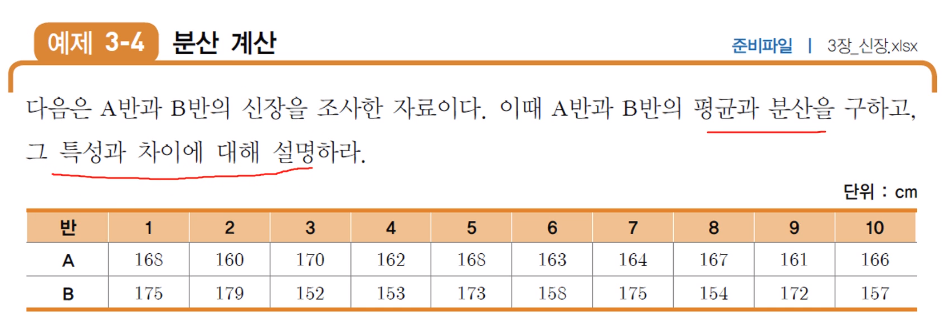 예제 3-4 분산 계산 준비파일 | 3장_신장.xlsx
다음은 A반과 B반의 신장을 조사한 자료이다. 이때 A반과 B반의 평균과 분산을 구하고,
그 특성과 차이에 대해 설명하라.
단위 : cm
반 1 2 3 4 5 6 7 8 9 10
A 168 160 170 162 168 163 164 167 161 166
B 175 179 152 153 173 158 175 154 172 157